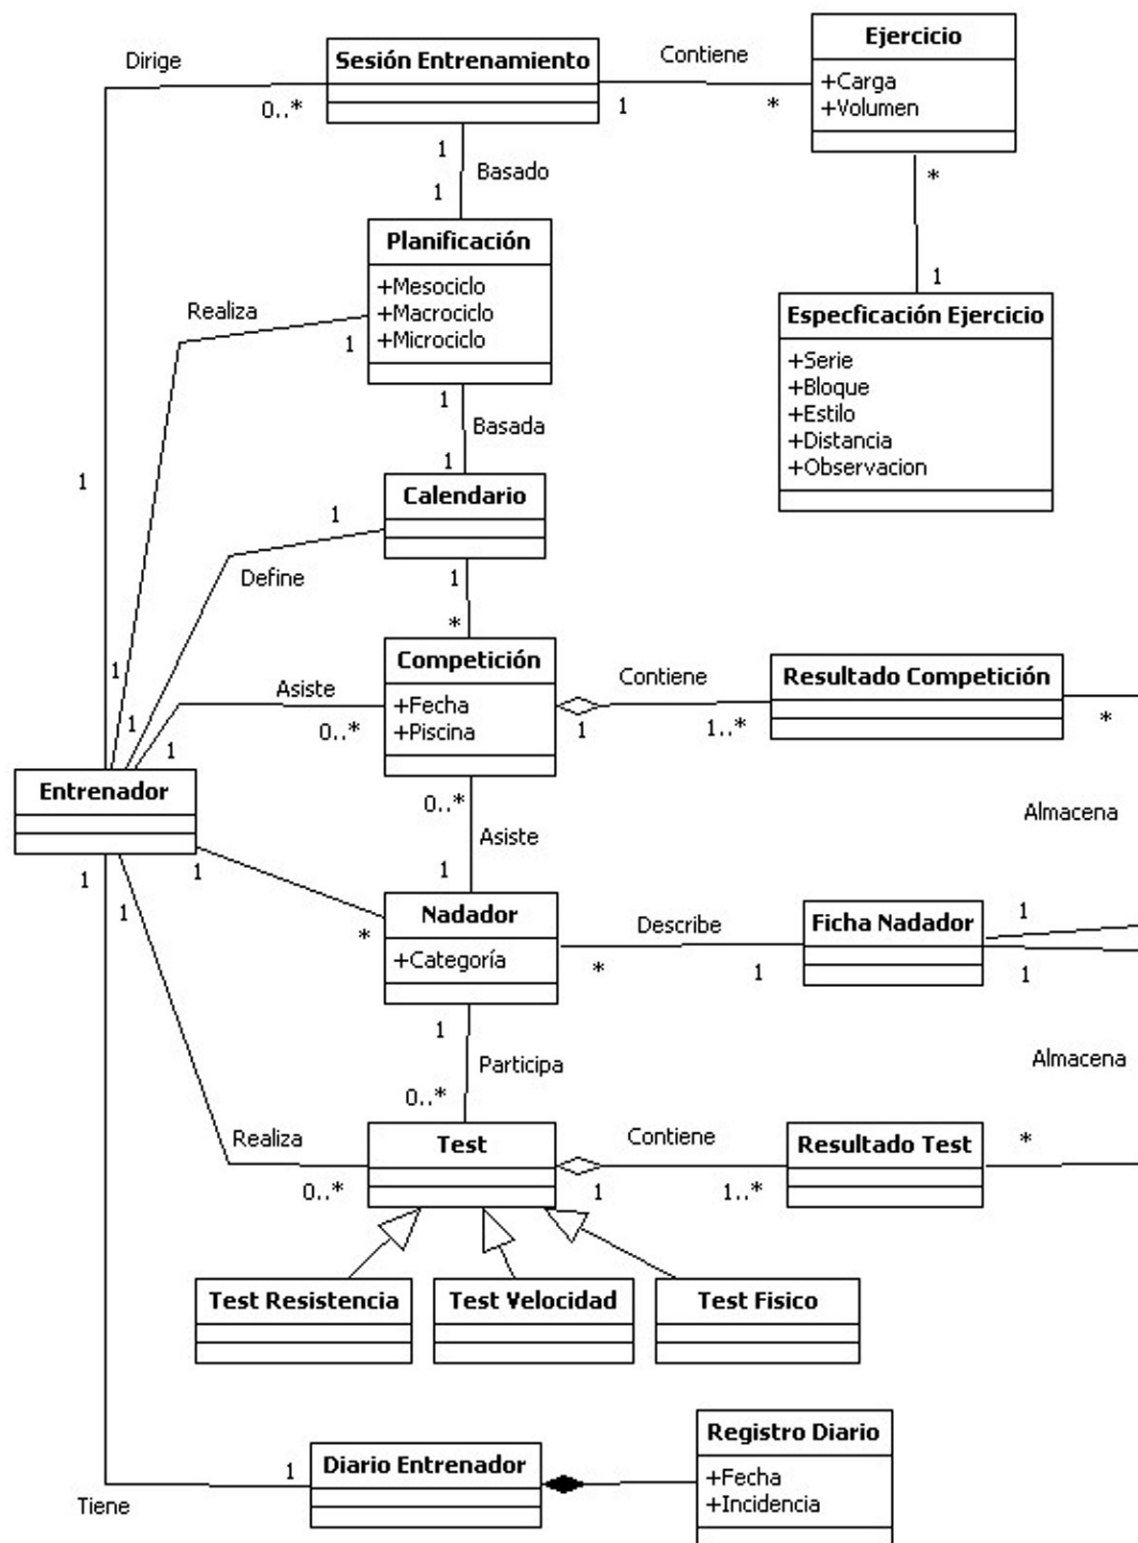 Dirige
Sesión Entrenamiento
0..*
Contiene
1
*
Ejercicio
+Carga
+Volumen
1
Basado
1
*
Planificación
+Mesociclo
+Macrociclo
+Microciclo
Realiza
1
1
Especficación Ejercicio
+Serie
+Bloque
+Estilo
+Distancia
+Observacion
1
Basada
1
1
Calendario
1
Define
1
*
Competición
+Fecha
+Piscina
Contiene
1
1..*
Resultado Competición
*
1
Asiste
0..*
1
1
Entrenador
0..*
Asiste
1
Almacena
1
*
1
1
Nadador
+Categoría
Describe
*
1
Ficha Nadador
1
1
1
Participa
0..*
Almacena
Realiza
0..*
Test
Contiene
1
1..*
Resultado Test
*
Test Resistencia
Test Velocidad
Test Fisico
Tiene
1
Diario Entrenador
Registro Diario
+Fecha
+Incidencia